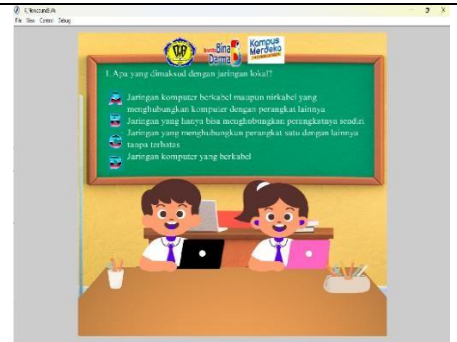 File View Control Debug
Bina
Darma
Kampus
Merdeka
1. Apa yang dimaksud dengan jaringan lokal?
Jaringan komputer berkabel maupun nirkabel yang
menghubungkan komputer dengan perangkat lainnya
Jaringan yang hanya bisa menghubungkan perangkatnya sendiri
Jaringan yang menghubungkan perangkat satu dengan lainnya
tanpa terbatas
Jaringan komputer yang berkabel